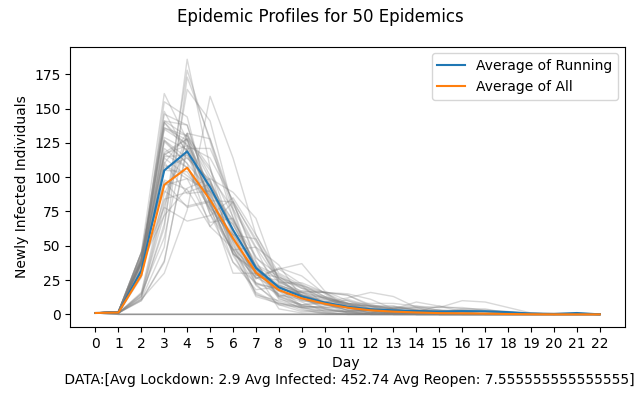 Epidemic Profiles for 50 Epidemics
Average of Running
Average of All
Newly Infected Individuals
175
150
125
100
75
50
25
0
0 1 2 3 4 5 6 7 8 9 10 11 12 13 14 15 16 17 18 19 20 21 22
Day
DATA:[Avg Lockdown: 2.9 Avg Infected: 452.74 Avg Reopen: 7.555555555555555]